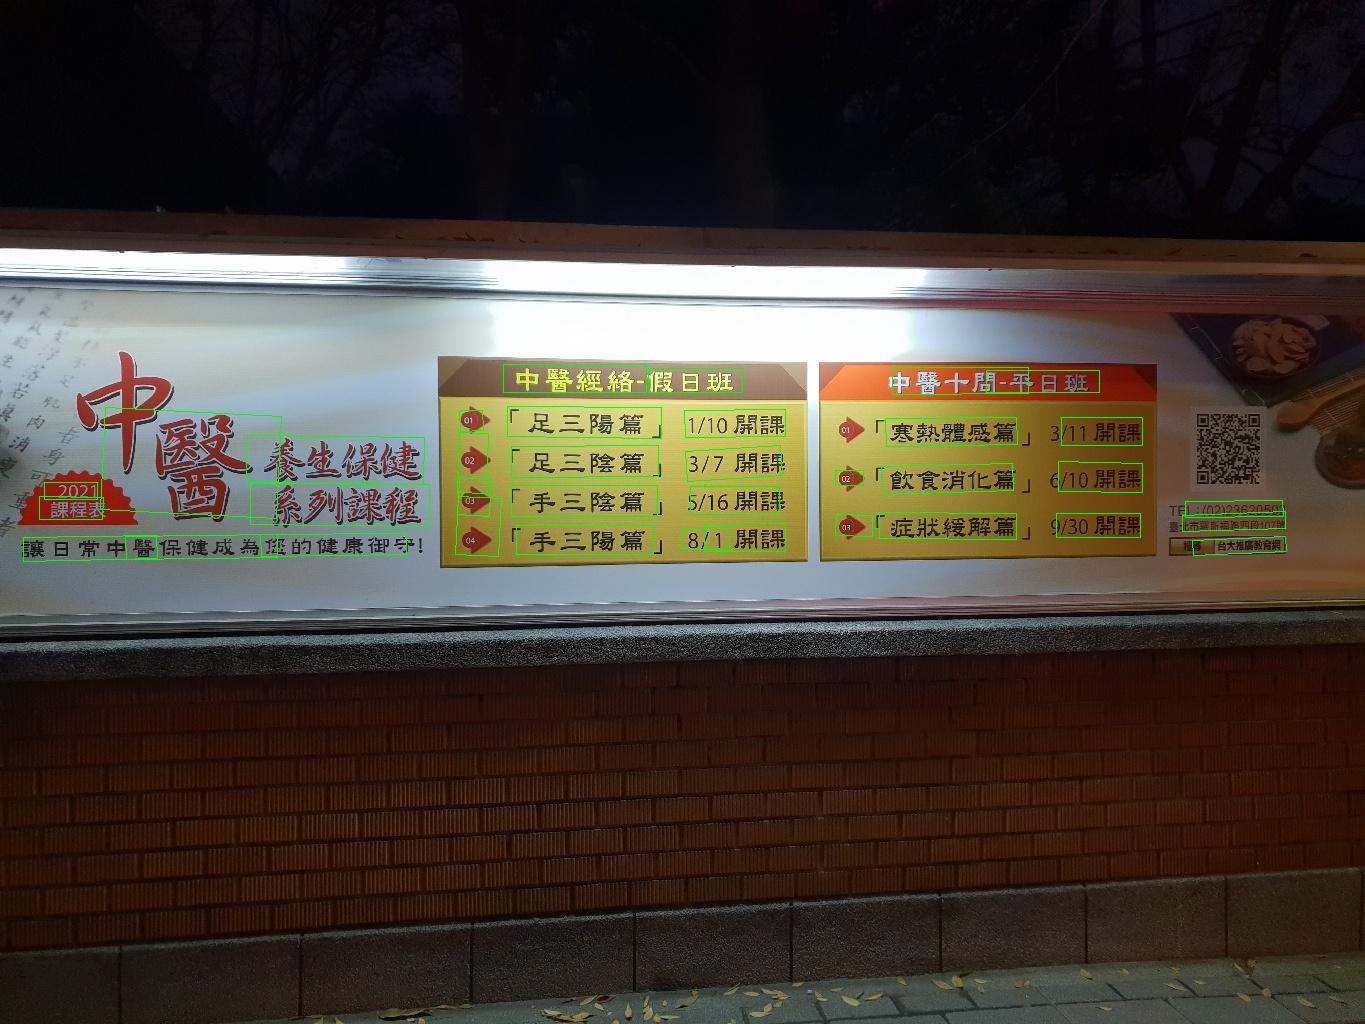 中醫
養生保健
系列課程
2021
課程表
讓日常中醫保健成為您的健康御守!
中醫經絡-假日班
01 「足三陽篇」 1/10 開課
02 「足三陰篇」 3/7 開課
03 「手三陰篇」 5/16 開課
04 「手三陽篇」 8/1 開課
中醫十問-平日班
01 「寒熱體感篇」 3/11 開課
02 「飲食消化篇」 6/10 開課
03 「症狀緩解篇」 9/30 開課
TEL:(02)23620502
臺北市羅斯福路四段107號
搜尋 台大推廣教育網